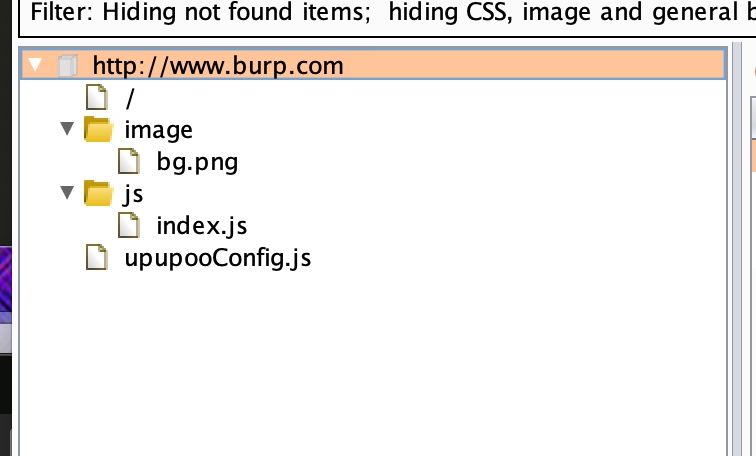 Filter: Hiding not found items; hiding CSS, image and general
http://www.burp.com
/
image
bg.png
js
index.js
upupooConfig.js